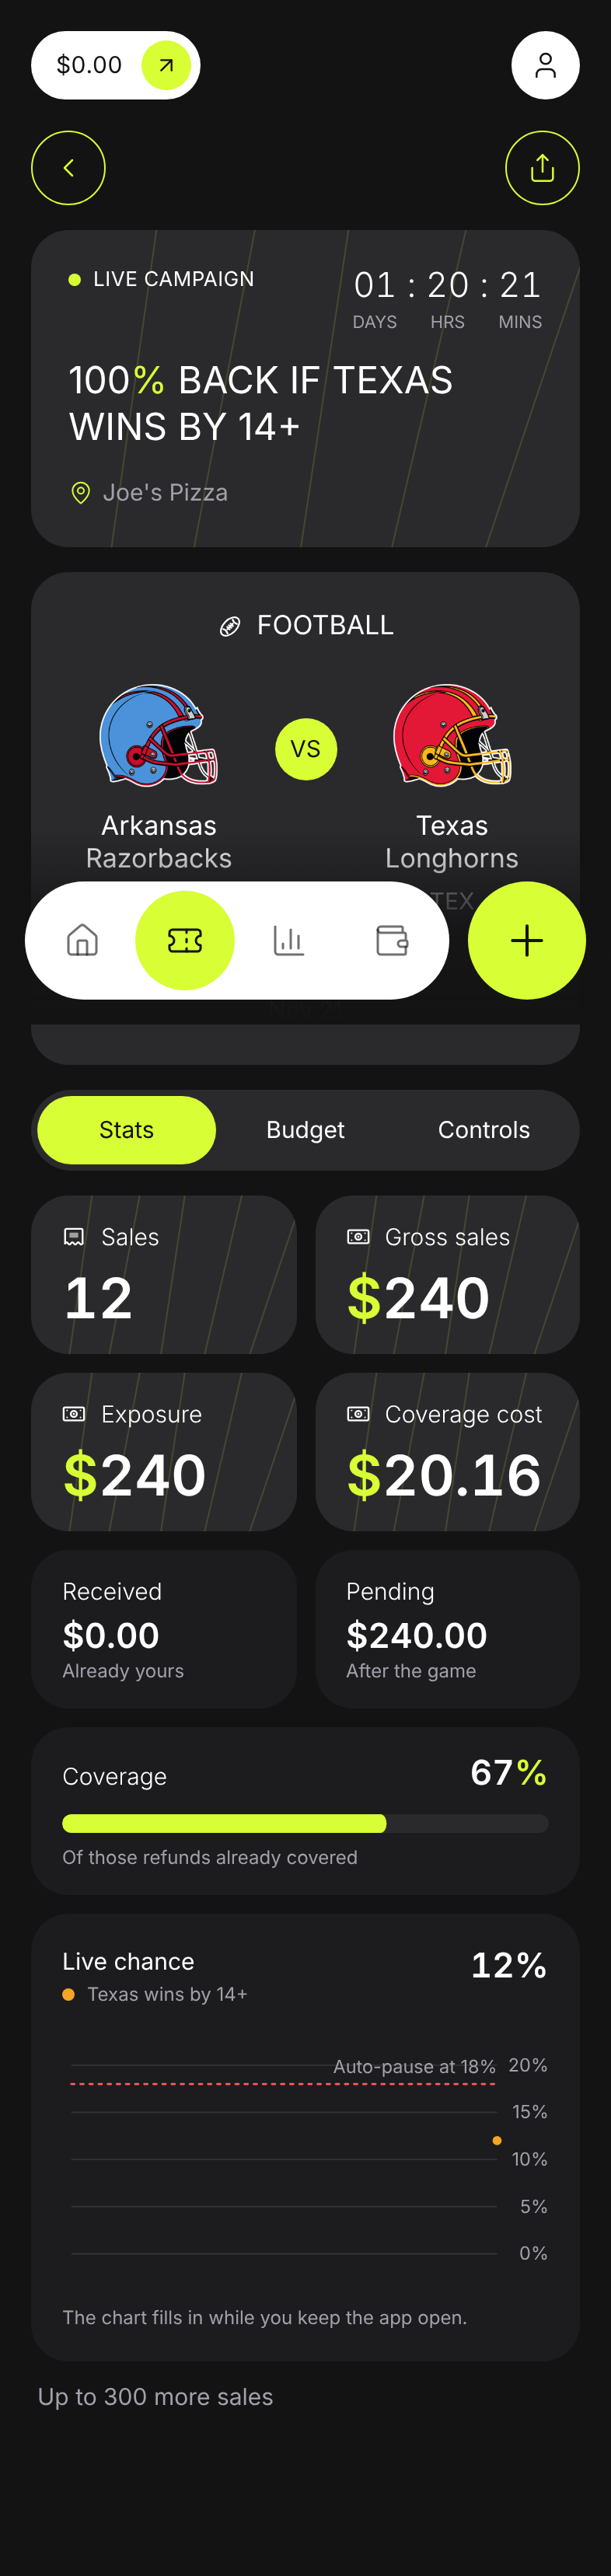 $0.00
LIVE CAMPAIGN
01 : 20 : 21
DAYS HRS MINS
100% BACK IF TEXAS
WINS BY 14+
Joe's Pizza
FOOTBALL
VS
Arkansas
Razorbacks
Texas
Longhorns
TEX
Stats Budget Controls
Sales
12
Gross sales
$240
Exposure
$240
Coverage cost
$20.16
Received
$0.00
Already yours
Pending
$240.00
After the game
Coverage
67%
Of those refunds already covered
Live chance
12%
Texas wins by 14+
Auto-pause at 18%
20%
15%
10%
5%
0%
The chart fills in while you keep the app open.
Up to 300 more sales